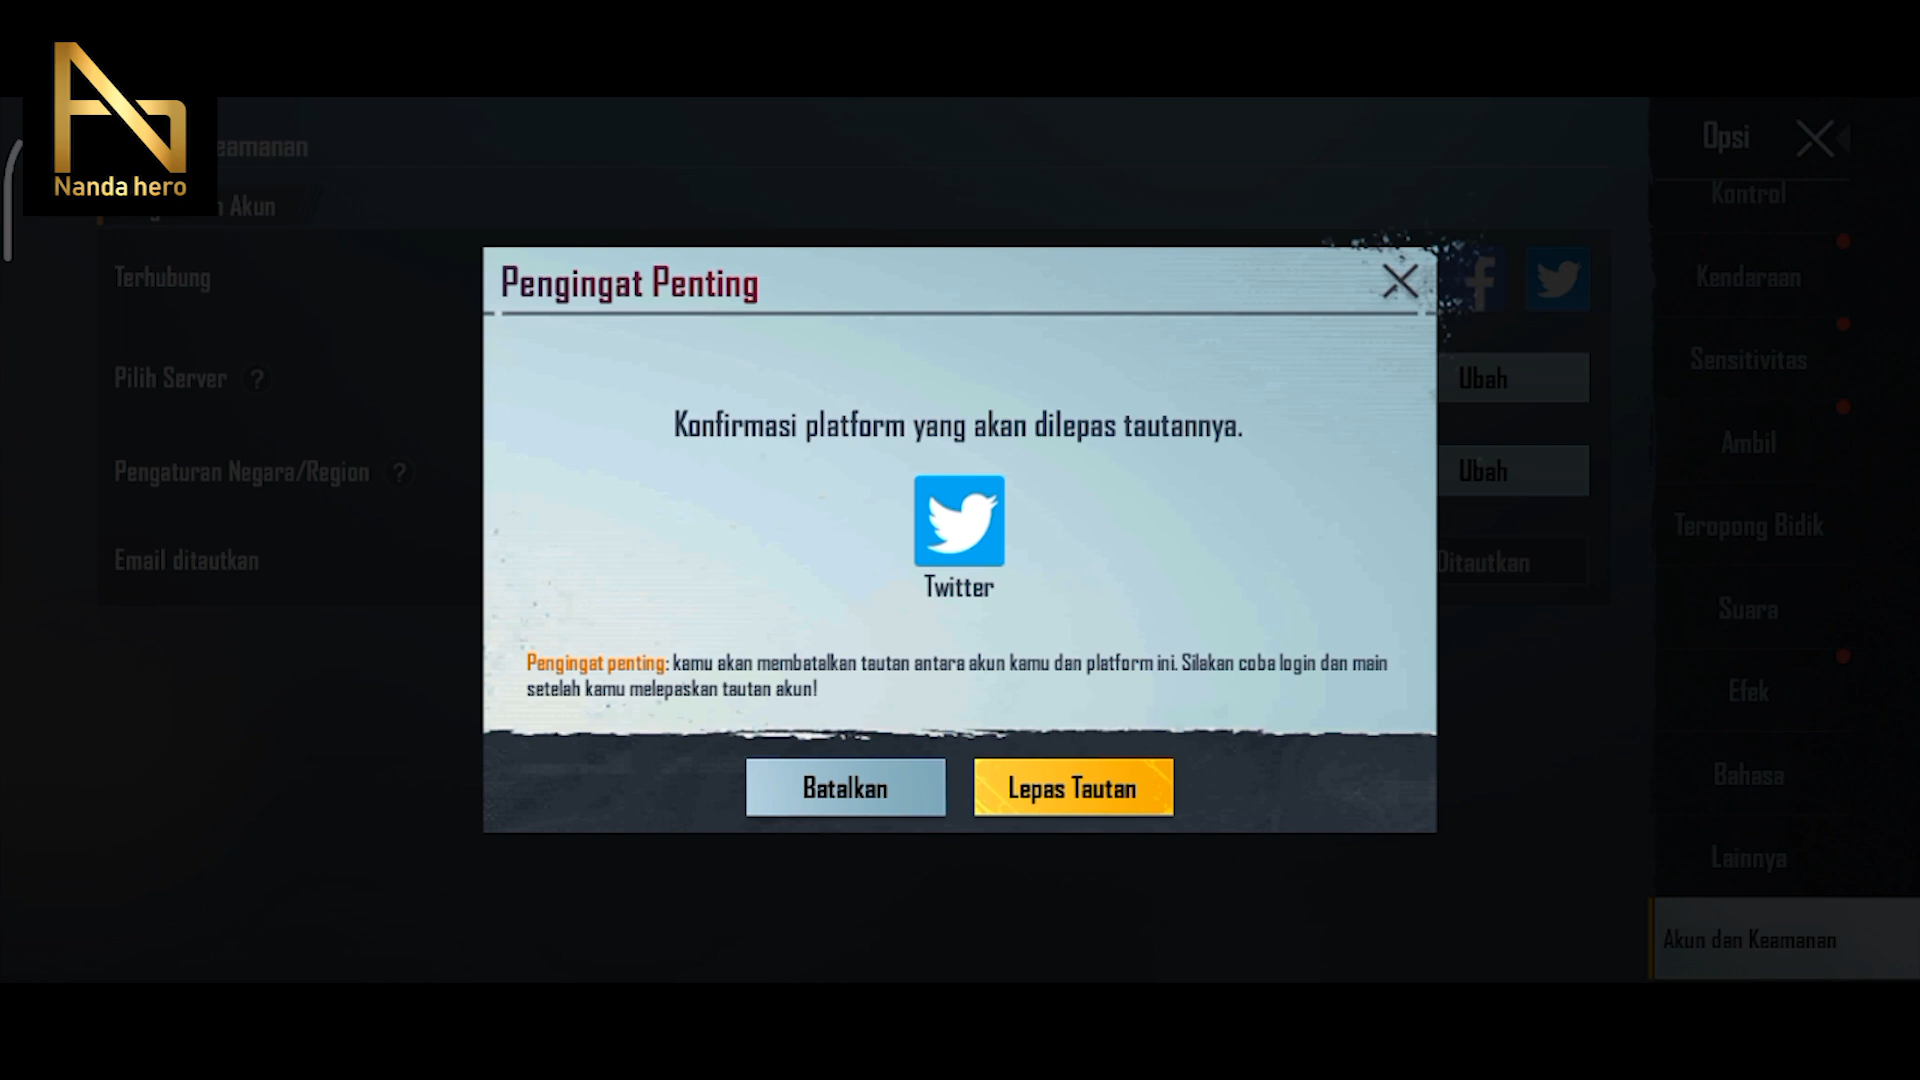 Nanda hero
eamanan
Akun
Opsi
Kontrol
Terhubung
Kendaraan
Pengingat Penting
Pilih Server ?
Ubah
Sensitivitas
Konfirmasi platform yang akan dilepas tautannya.
Ambil
Pengaturan Negara/Region ?
Ubah
Teropong Bidik
Email ditautkan
Ditautkan
Twitter
Suara
Pengingat penting: kamu akan membatalkan tautan antara akun kamu dan platform ini. Silakan coba login dan main
setelah kamu melepaskan tautan akun!
Efek
Bahasa
Batalkan
Lepas Tautan
Lainnya
Akun dan Keamanan